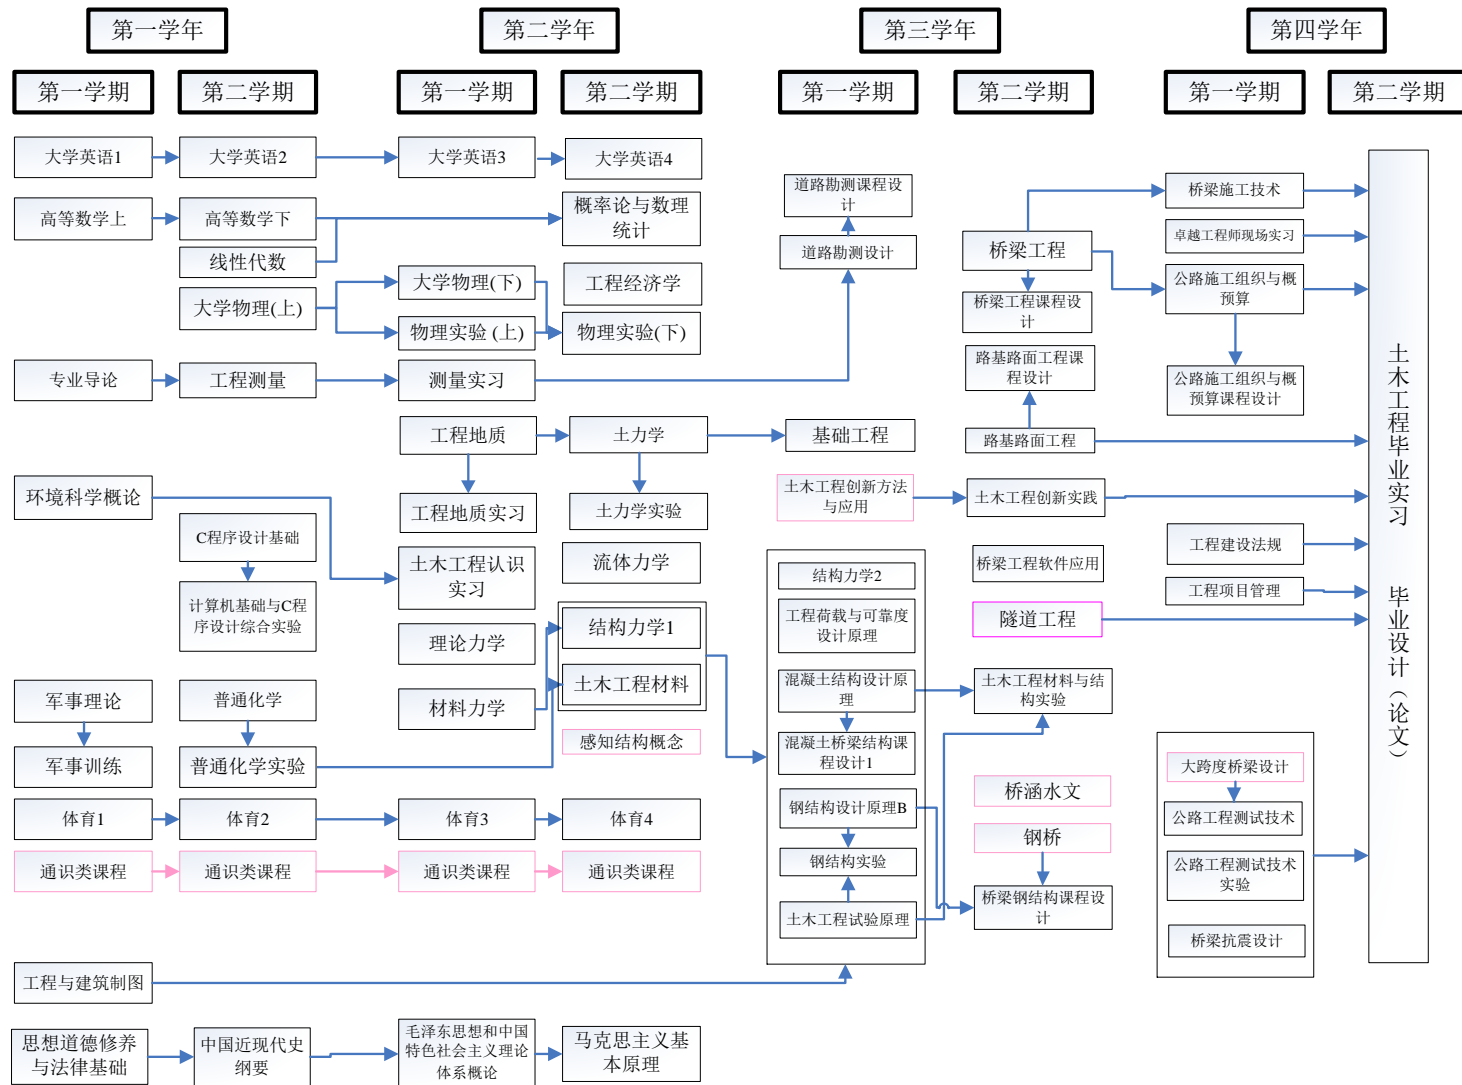 第一学年
第二学年
第三学年
第四学年
第一学期
第二学期
第一学期
第二学期
第一学期
第二学期
第一学期
第二学期
大学英语1
大学英语2
大学英语3
大学英语4
高等数学上
高等数学下
概率论与数理
统计
线性代数
大学物理(上)
大学物理(下)
工程经济学
物理实验 (上)
物理实验(下)
专业导论
工程测量
测量实习
工程地质
土力学
基础工程
环境科学概论
工程地质实习
土力学实验
C程序设计基础
土木工程认识
实习
流体力学
计算机基础与C程
序设计综合实验
理论力学
结构力学1
材料力学
土木工程材料
军事理论
普通化学
感知结构概念
军事训练
普通化学实验
体育1
体育2
体育3
体育4
通识类课程
通识类课程
通识类课程
通识类课程
工程与建筑制图
思想道德修养
与法律基础
中国近现代史
纲要
毛泽东思想和中国
特色社会主义理论
体系概论
马克思主义基
本原理
道路勘测课程设
计
道路勘测设计
土木工程创新方法
与应用
结构力学2
工程荷载与可靠度
设计原理
混凝土结构设计原
理
混凝土桥梁结构课
程设计1
钢结构设计原理B
钢结构实验
土木工程试验原理
桥梁工程
桥梁工程课程设
计
路基路面工程课
程设计
路基路面工程
土木工程创新实践
桥梁工程软件应用
隧道工程
土木工程材料与结
构实验
桥涵水文
钢桥
桥梁钢结构课程设
计
桥梁施工技术
卓越工程师现场实习
公路施工组织与概
预算
公路施工组织与概
预算课程设计
工程建设法规
工程项目管理
大跨度桥梁设计
公路工程测试技术
公路工程测试技术
实验
桥梁抗震设计
土木工程毕业实习 毕业设计（论文）